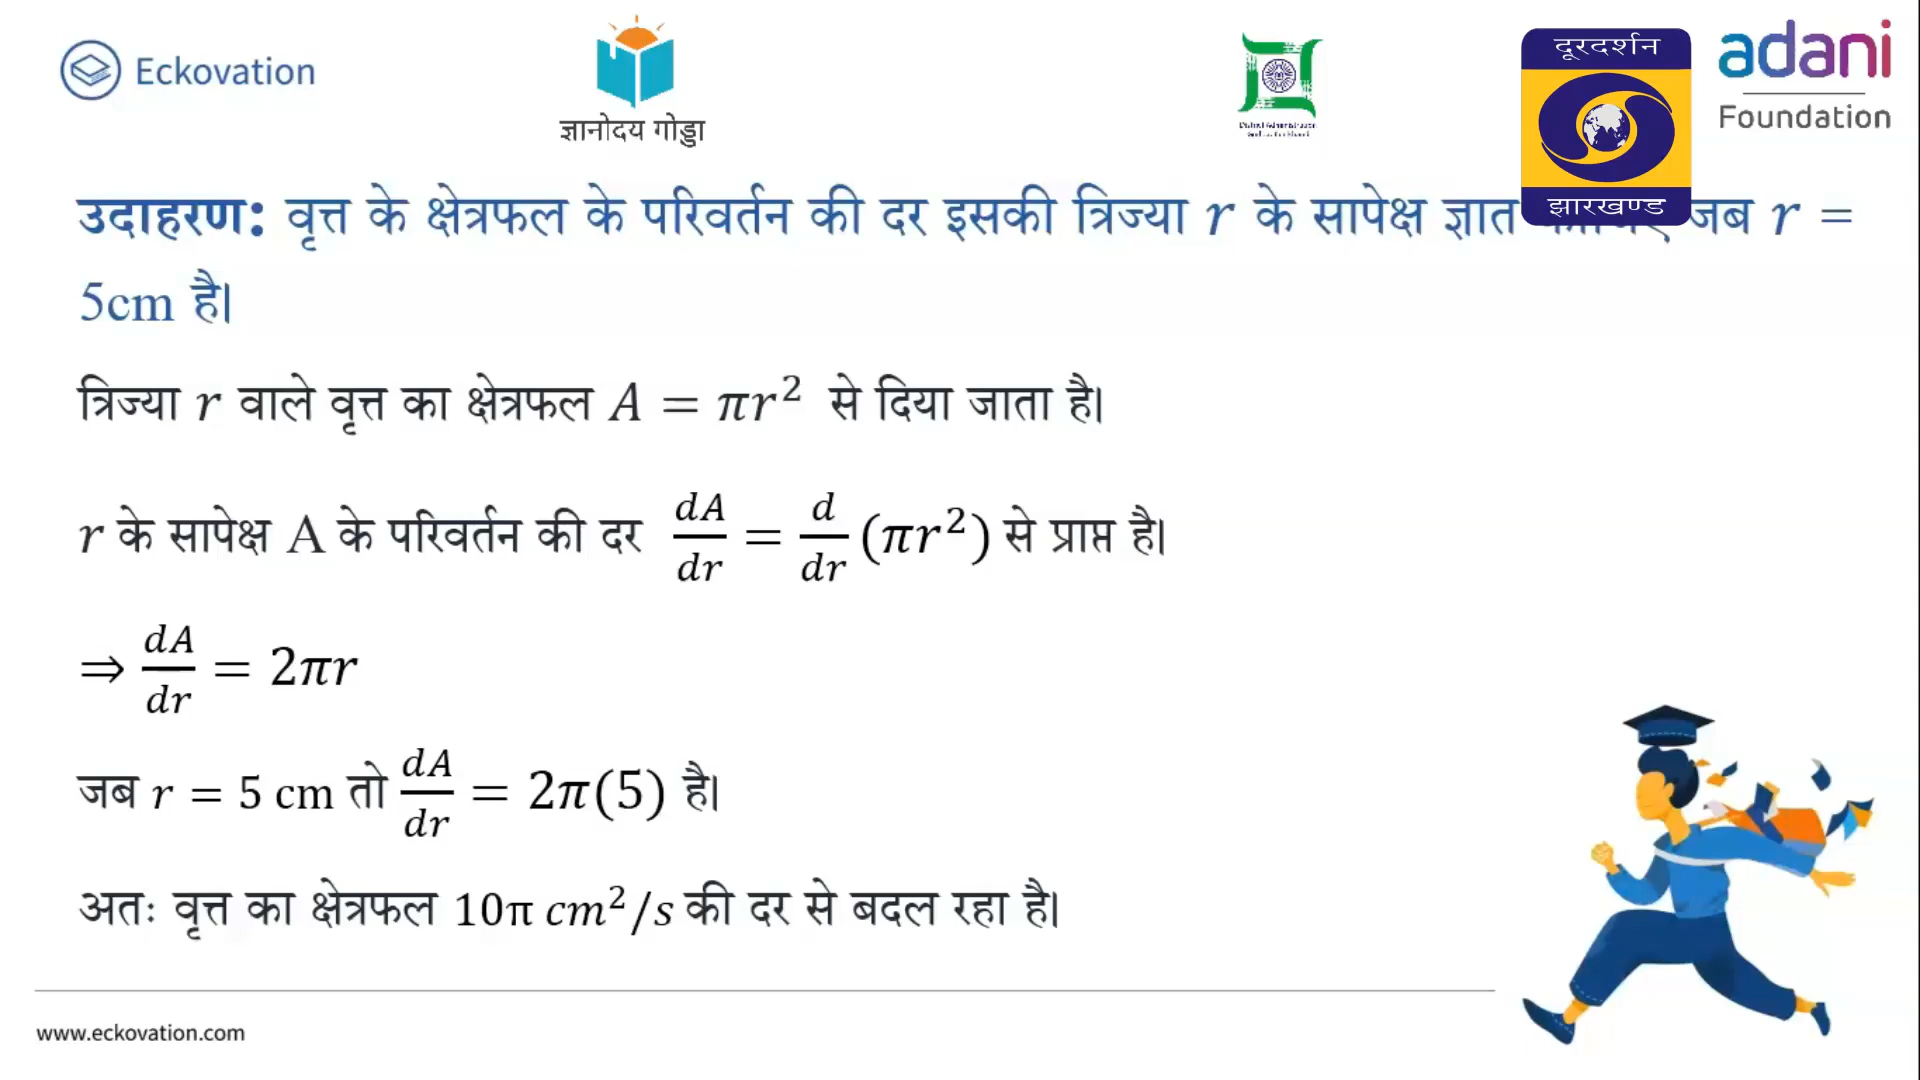 Eckovation
ज्ञानोदय गोड्डा
District Administration
दूरदर्शन
झारखण्ड
adani
Foundation
उदाहरण: वृत्त के क्षेत्रफल के परिवर्तन की दर इसकी त्रिज्या r के सापेक्ष ज्ञात जब r =
5cm है।
त्रिज्या r वाले वृत्त का क्षेत्रफल A = πr² से दिया जाता है।
r के सापेक्ष A के परिवर्तन की दर dA/dr = d/dr (πr²) से प्राप्त है।
⇒ dA/dr = 2πr
जब r = 5 cm तो dA/dr = 2π(5) है।
अतः वृत्त का क्षेत्रफल 10π cm²/s की दर से बदल रहा है।
www.eckovation.com